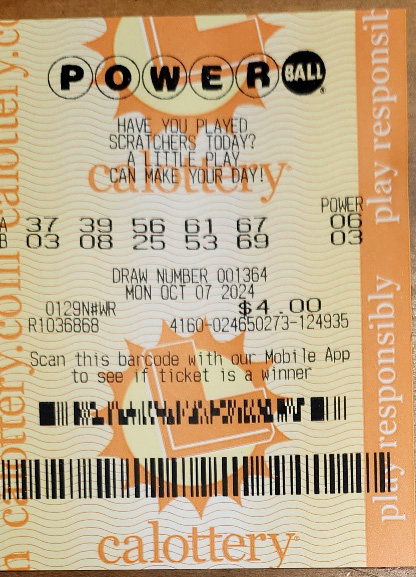 POWER BALL
HAVE YOU PLAYED
SCRATCHERS TODAY?
A LITTLE PLAY
CAN MAKE YOUR DAY!
calottery
POWER
A 37 39 56 61 67 06
B 03 08 25 53 69 03
DRAW NUMBER 001364
MON OCT 07 2024
0129N#WR $4.00
R1036868 4160-024650273-124935
Scan this barcode with our Mobile App
to see if ticket is a winner
calottery
calottery.com
play responsibly
play responsib